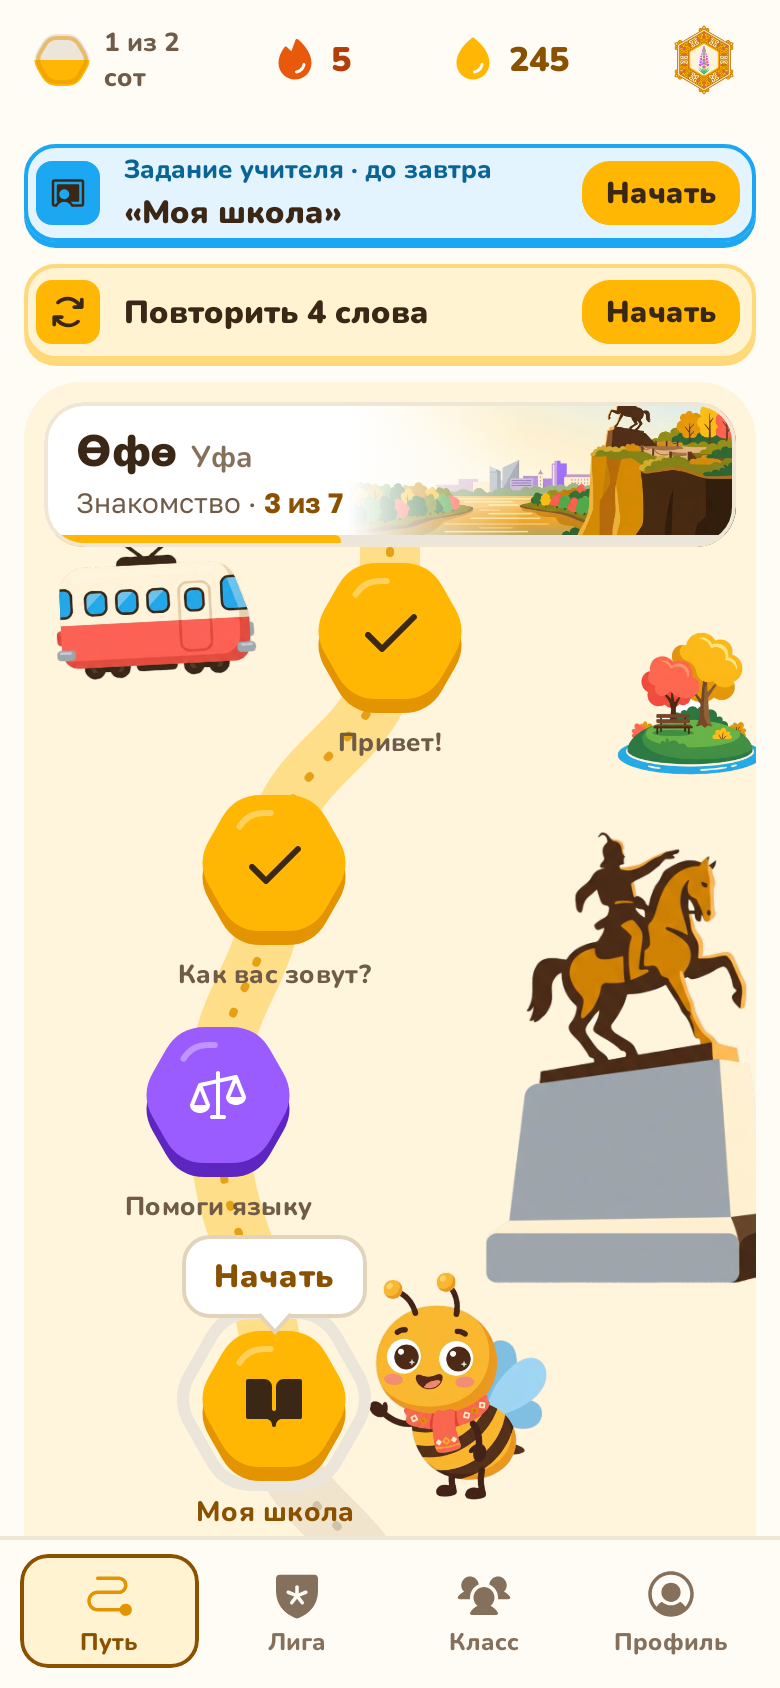 1 из 2
сот
5
245
Задание учителя · до завтра
«Моя школа»
Начать
Повторить 4 слова
Начать
Өфө Уфа
Знакомство · 3 из 7
Привет!
Как вас зовут?
Помоги языку
Начать
Моя школа
Путь
Лига
Класс
Профиль